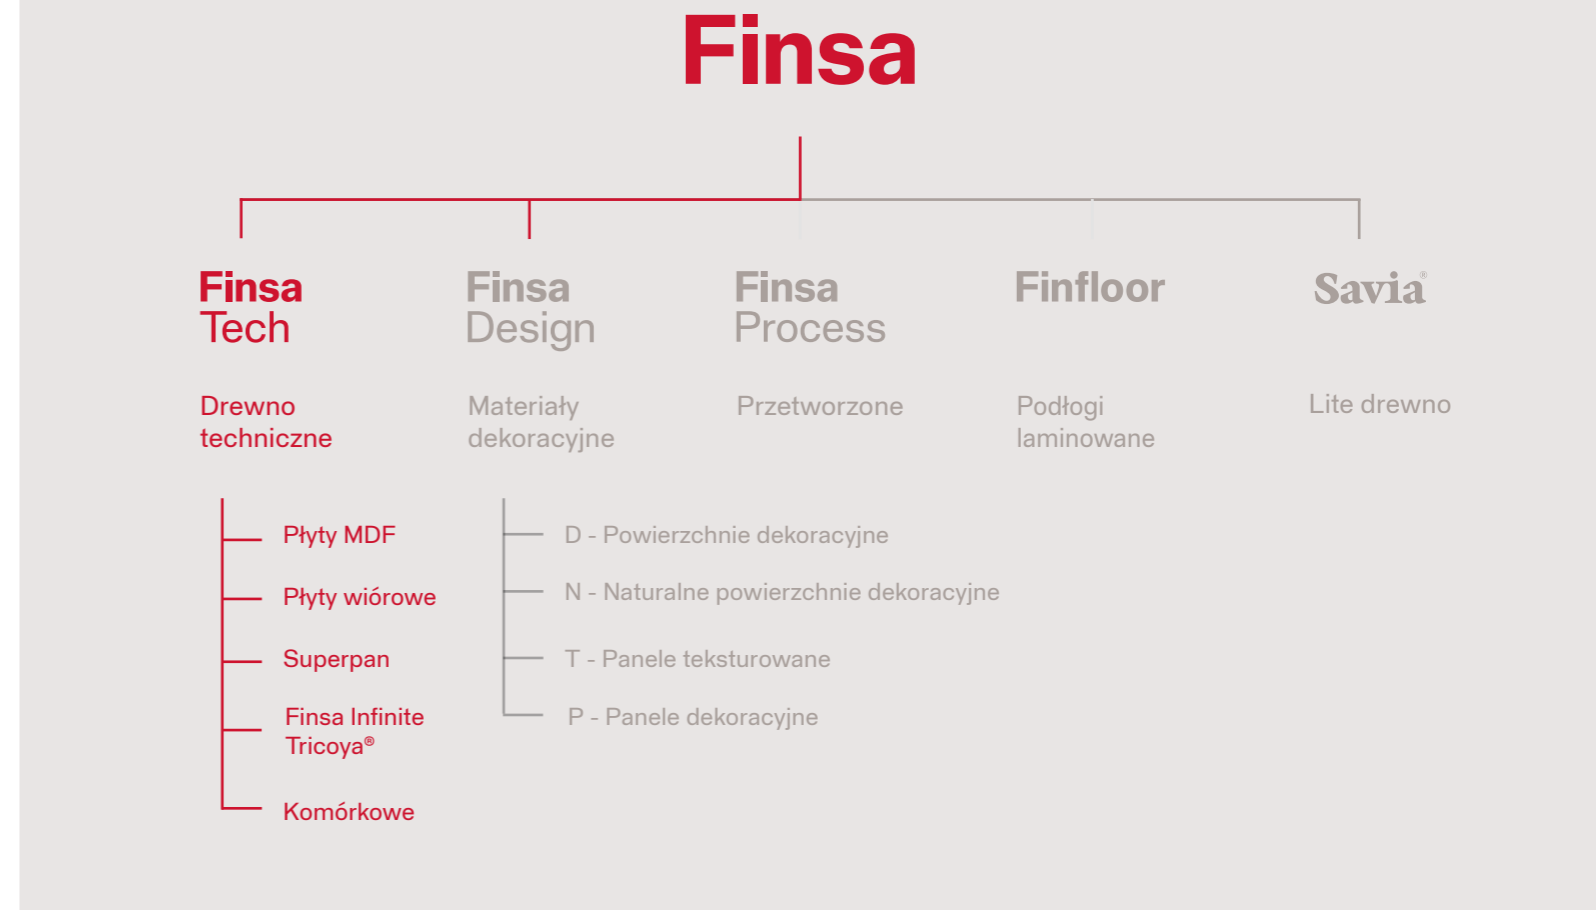 Finsa
Finsa
Tech
Drewno
techniczne
Płyty MDF
Płyty wiórowe
Superpan
Finsa Infinite
Tricoya®
Komórkowe
Finsa
Design
Materiały
dekoracyjne
D - Powierzchnie dekoracyjne
N - Naturalne powierzchnie dekoracyjne
T - Panele teksturowane
P - Panele dekoracyjne
Finsa
Process
Przetworzone
Finfloor
Podłogi
laminowane
Savia®
Lite drewno